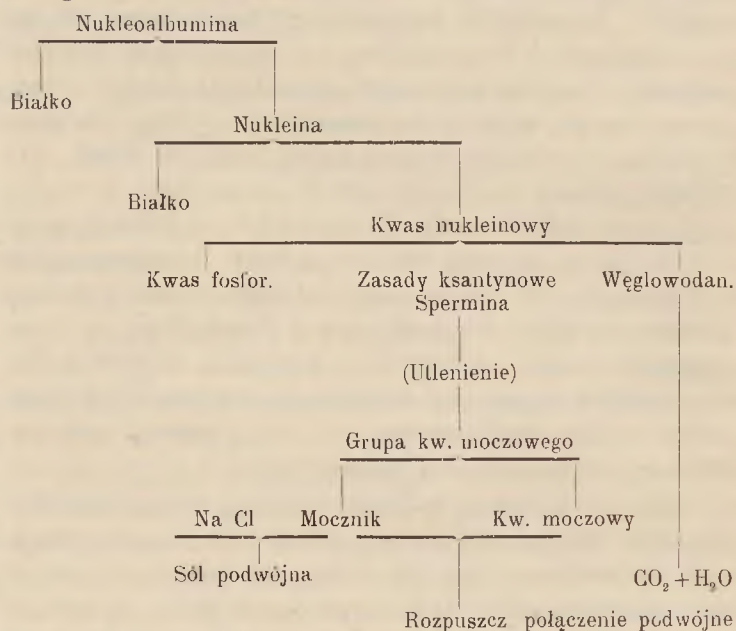 Nukleoalbumina
Białko
Nukleina
Białko
Kwas nukleinowy
Kwas fosfor. Zasady ksantynowe Węglowodan.
Spermina
(Utlenienie)
Grupa kw. moczowego
Na Cl Mocznik Kw. moczowy
Sól podwójna CO₂ + H₂O
Rozpuszcz połączenie podwójne